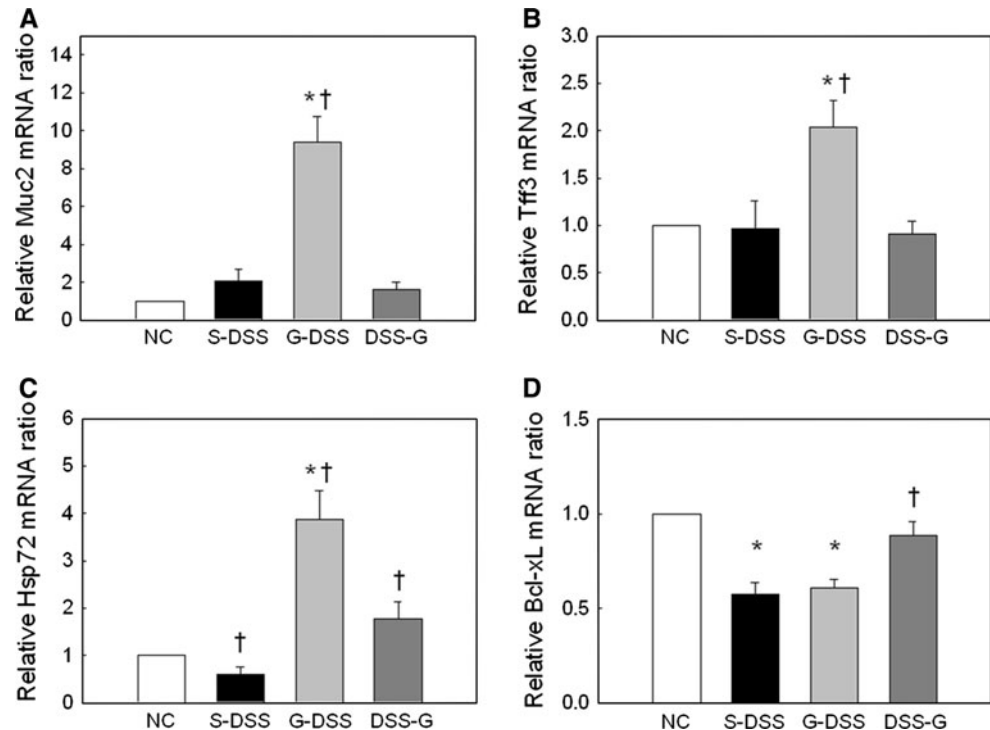 A
Relative Muc2 mRNA ratio
14
12
10
8
6
4
2
0
*†
NC S-DSS G-DSS DSS-G
B
Relative Tff3 mRNA ratio
3.0
2.5
2.0
1.5
1.0
0.5
0.0
*†
NC S-DSS G-DSS DSS-G
C
Relative Hsp72 mRNA ratio
6
5
4
3
2
1
0
† *† †
NC S-DSS G-DSS DSS-G
D
Relative Bcl-xL mRNA ratio
1.5
1.0
0.5
0.0
* * †
NC S-DSS G-DSS DSS-G